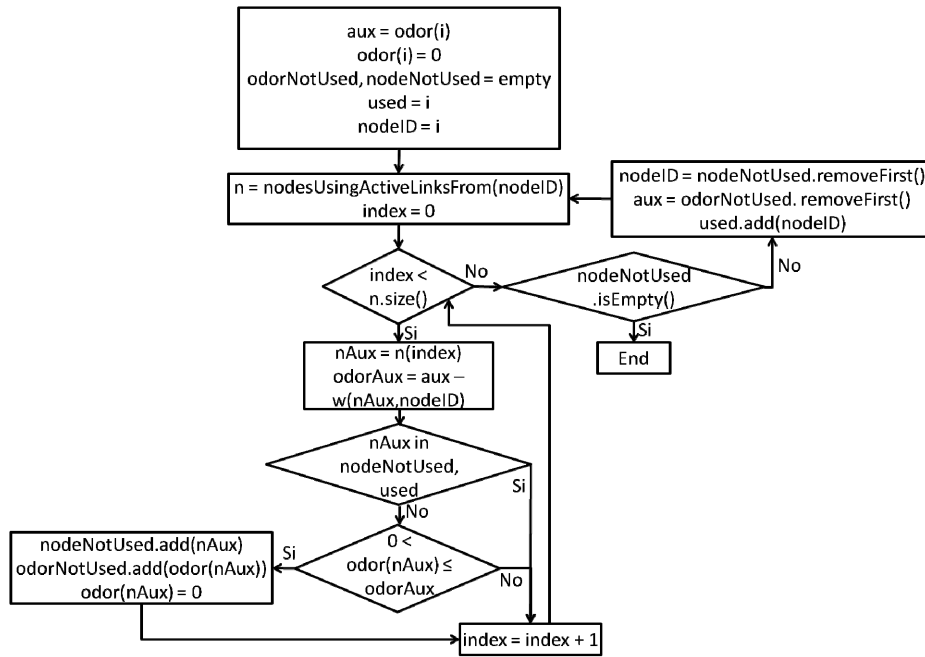 aux = odor(i)
odor(i) = 0
odorNotUsed, nodeNotUsed = empty
used = i
nodeID = i
n = nodesUsingActiveLinksFrom(nodeID)
index = 0
nodeID = nodeNotUsed.removeFirst()
aux = odorNotUsed. removeFirst()
used.add(nodeID)
index <
n.size()
No
nodeNotUsed
.isEmpty()
No
Si
Si
End
nAux = n(index)
odorAux = aux –
w(nAux,nodeID)
nAux in
nodeNotUsed,
used
Si
No
0 <
odor(nAux) ≤
odorAux
Si
No
nodeNotUsed.add(nAux)
odorNotUsed.add(odor(nAux))
odor(nAux) = 0
index = index + 1